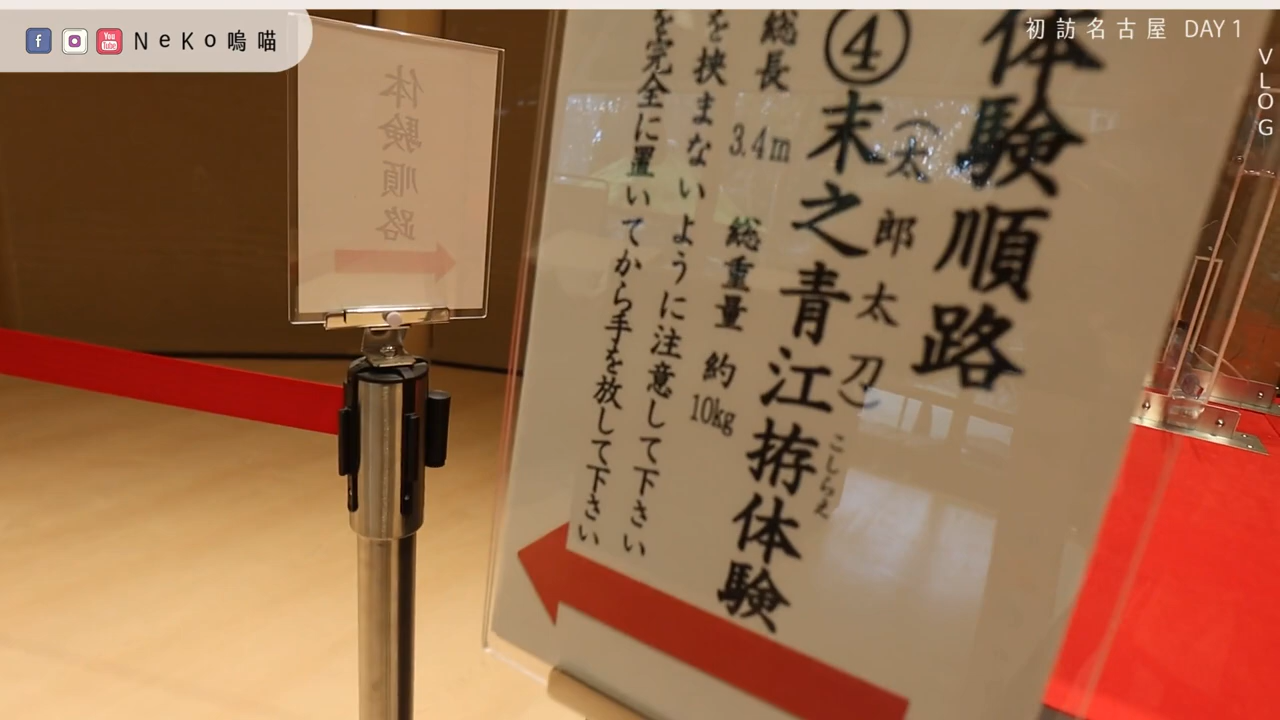 NeKo嗚喵
初訪名古屋 DAY 1
VLOG
体験順路
(太郎太刀)
④末之青江拵体験
こしらえ
総長 3.4m 総重量 約10kg
を挟まないように注意して下さい
を完全に置いてから手を放して下さい
体験順路